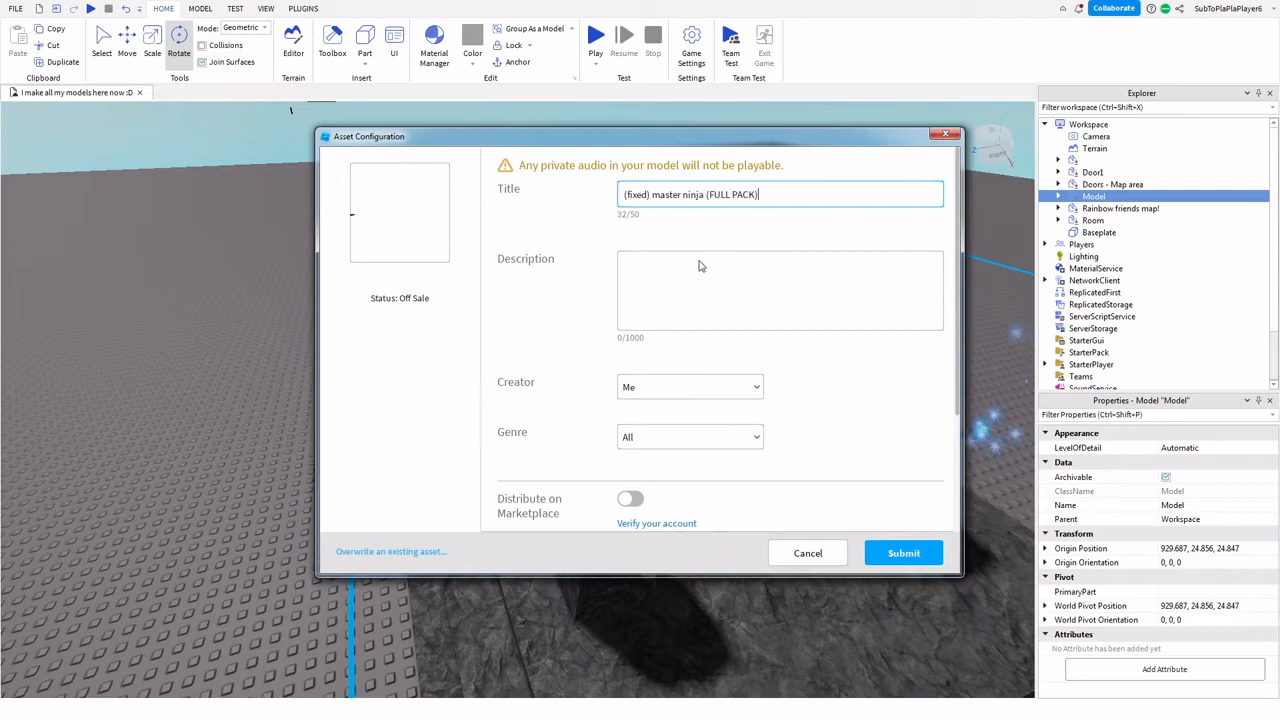 FILE HOME MODEL TEST VIEW PLUGINS Collaborate SubToPlaPlaPlayer6
Paste Copy Cut Duplicate Clipboard
Select Move Scale Rotate Mode: Geometric Collisions Join Surfaces Tools
Editor Terrain
Toolbox Part UI Insert
Material Manager Color Group As a Model Lock Anchor Edit
Play Resume Stop Test
Game Settings Settings
Team Test Exit Game Team Test
I make all my models here now :D
Explorer
Filter workspace (Ctrl+Shift+X)
Workspace
Camera
Terrain
Door1
Doors - Map area
Model
Rainbow friends map!
Room
Baseplate
Players
Lighting
MaterialService
NetworkClient
ReplicatedFirst
ReplicatedStorage
ServerScriptService
ServerStorage
StarterGui
StarterPack
StarterPlayer
Teams
SoundService
Properties - Model "Model"
Filter Properties (Ctrl+Shift+P)
Appearance
LevelOfDetail Automatic
Data
Archivable
ClassName Model
Name Model
Parent Workspace
Transform
Origin Position 929.687, 24.856, 24.847
Origin Orientation 0, 0, 0
Pivot
PrimaryPart
World Pivot Position 929.687, 24.856, 24.847
World Pivot Orientation 0, 0, 0
Attributes
No Attribute has been added yet
Add Attribute
Asset Configuration
Any private audio in your model will not be playable.
Title
(fixed) master ninja (FULL PACK)
32/50
Description
0/1000
Status: Off Sale
Creator Me
Genre All
Distribute on
Marketplace
Verify your account
Overwrite an existing asset...
Cancel Submit
Right
Z
X